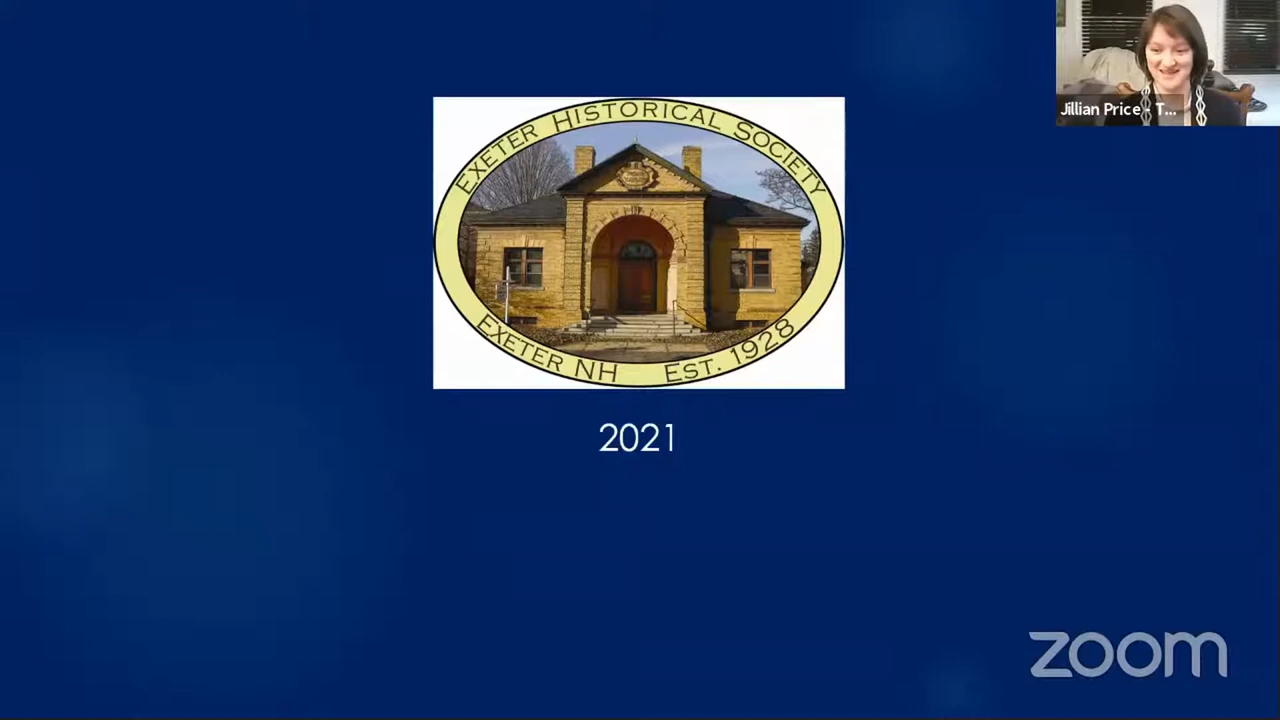 EXETER HISTORICAL SOCIETY
EXETER NH EST. 1928
2021
Jillian Price - T...
zoom